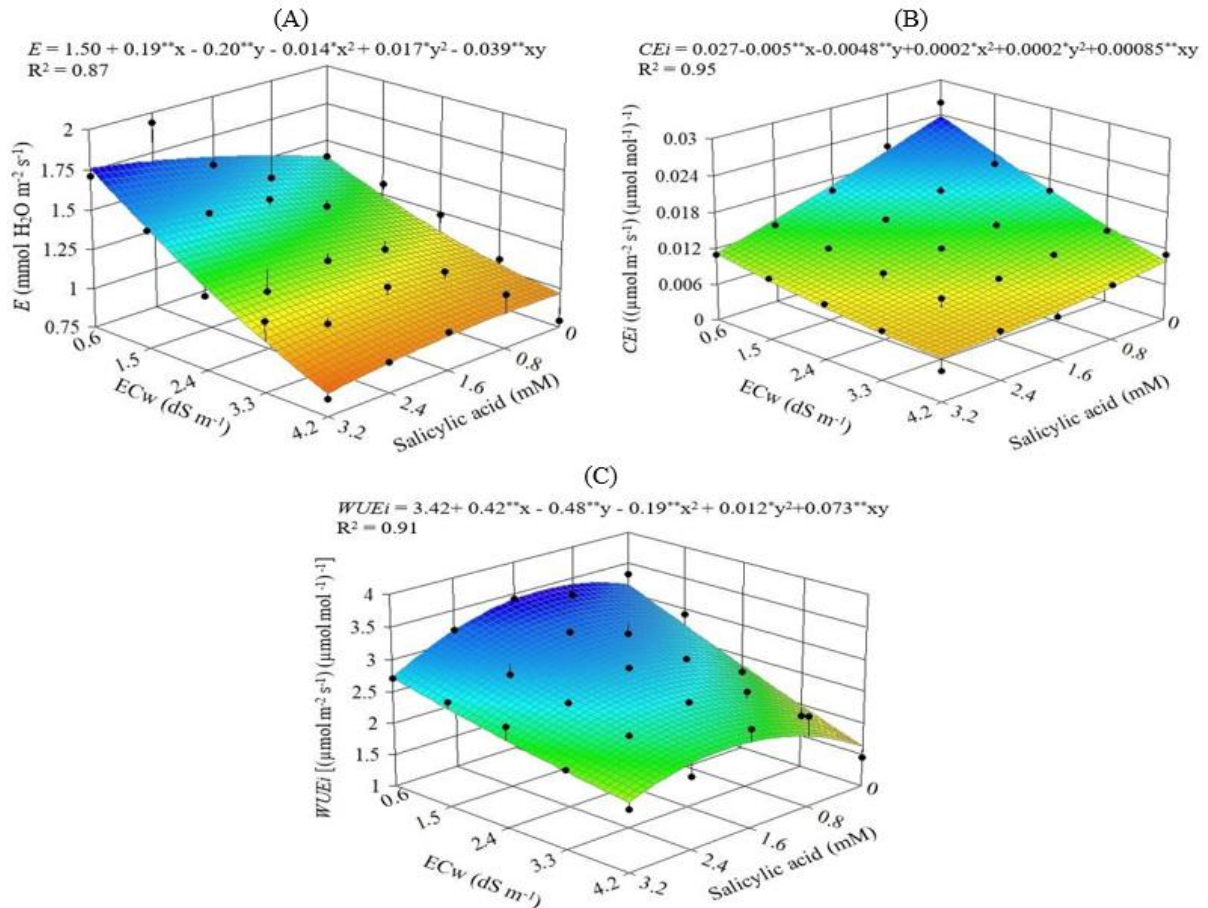 (A)
E = 1.50 + 0.19**x - 0.20**y - 0.014*x² + 0.017*y² - 0.039**xy
R² = 0.87
E (mmol H₂O m⁻² s⁻¹)
2
1.75
1.5
1.25
1
0.75
0.6
1.5
2.4
3.3
4.2
ECw (dS m⁻¹)
3.2
2.4
1.6
0.8
0
Salicylic acid (mM)
(B)
CEi = 0.027-0.005**x-0.0048**y+0.0002*x²+0.0002*y²+0.00085**xy
R² = 0.95
CEi ((µmol m⁻² s⁻¹) (µmol mol⁻¹)⁻¹)
0.03
0.024
0.018
0.012
0.006
0
0.6
1.5
2.4
3.3
4.2
ECw (dS m⁻¹)
3.2
2.4
1.6
0.8
0
Salicylic acid (mM)
(C)
WUEi = 3.42+ 0.42**x - 0.48**y - 0.19**x² + 0.012*y²+0.073**xy
R² = 0.91
WUEi [(µmol m⁻² s⁻¹) (µmol mol⁻¹)⁻¹]
4
3.5
3
2.5
2
1.5
1
0.6
1.5
2.4
3.3
4.2
ECw (dS m⁻¹)
3.2
2.4
1.6
0.8
0
Salicylic acid (mM)